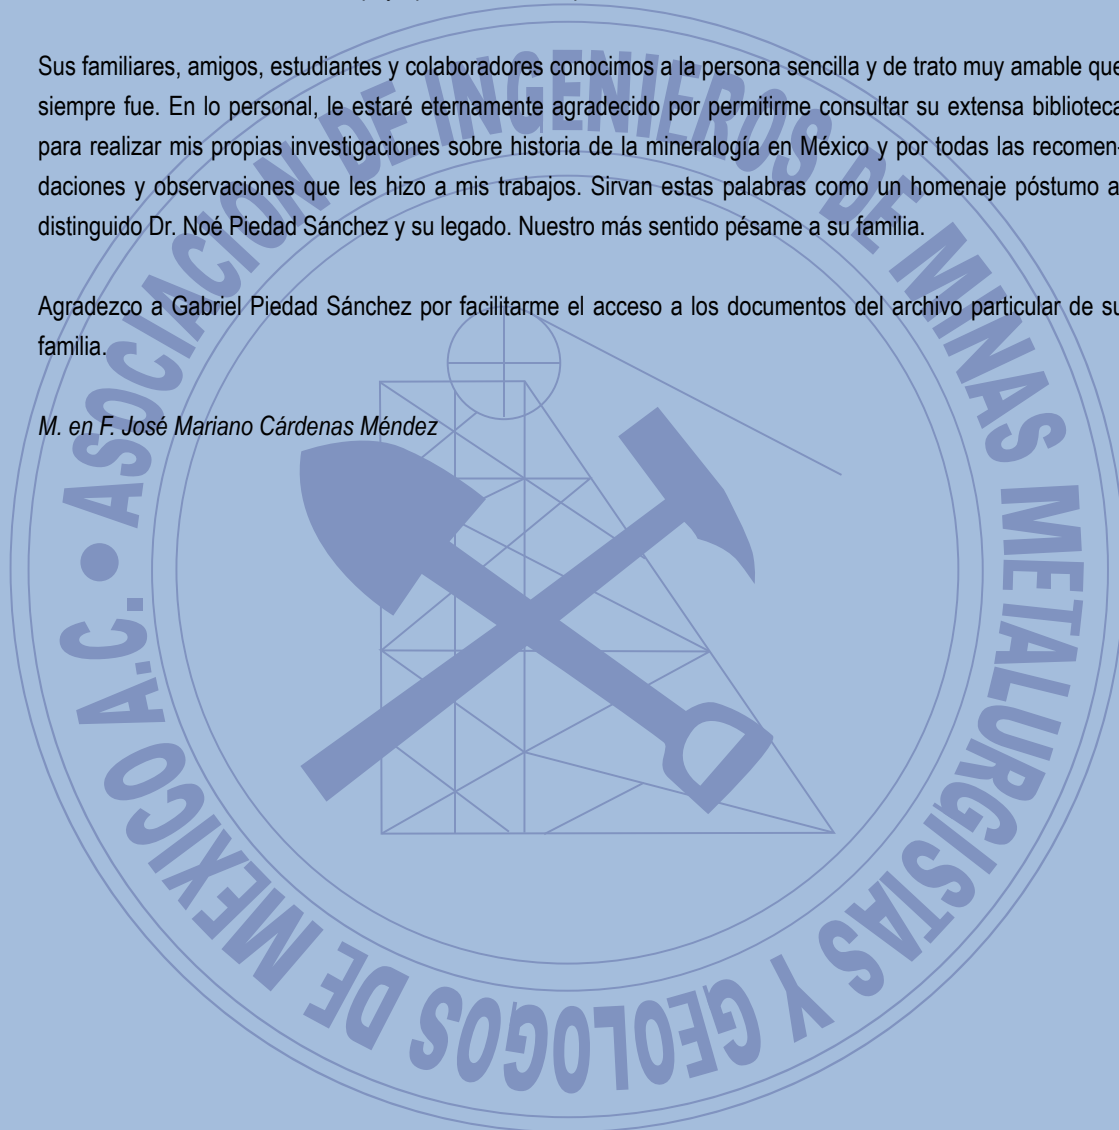 Sus familiares, amigos, estudiantes y colaboradores conocimos a la persona sencilla y de trato muy amable que
siempre fue. En lo personal, le estaré eternamente agradecido por permitirme consultar su extensa biblioteca
para realizar mis propias investigaciones sobre historia de la mineralogía en México y por todas las recomen-
daciones y observaciones que les hizo a mis trabajos. Sirvan estas palabras como un homenaje póstumo a
distinguido Dr. Noé Piedad Sánchez y su legado. Nuestro más sentido pésame a su familia.
Agradezco a Gabriel Piedad Sánchez por facilitarme el acceso a los documentos del archivo particular de su
familia.
M. en F. José Mariano Cárdenas Méndez
ASOCIACION DE INGENIEROS DE MINAS METALURGISTAS Y GEOLOGOS DE MEXICO A.C. •